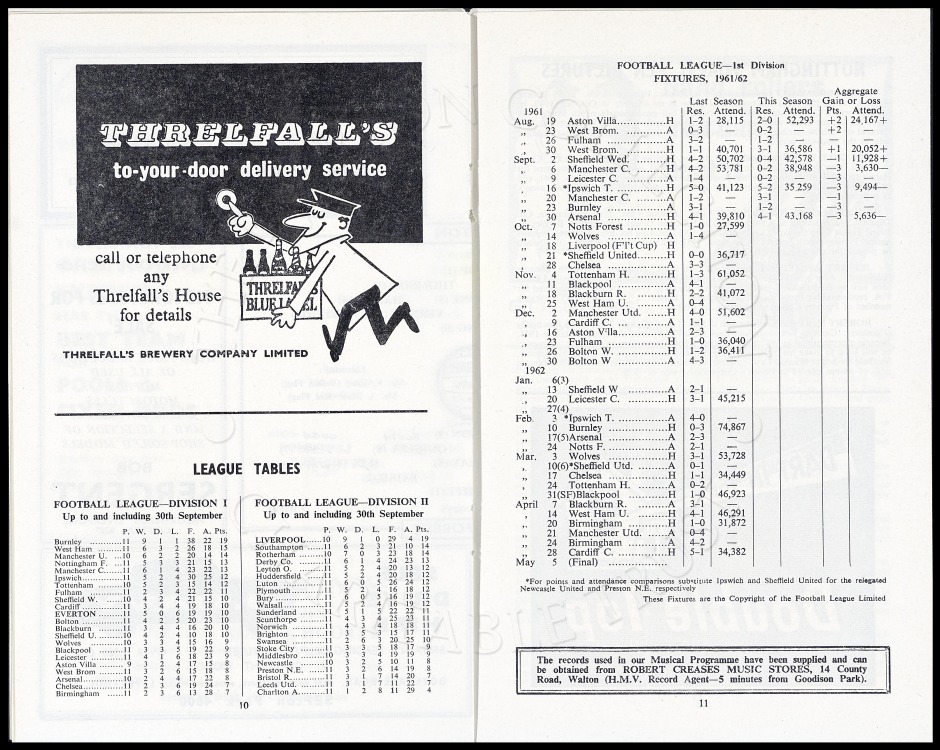 THRELFALL'S
to-your-door delivery service
call or telephone
any
Threlfall's House
for details
THRELFALL'S
BLUE LABEL
THRELFALL'S BREWERY COMPANY LIMITED
LEAGUE TABLES
FOOTBALL LEAGUE—DIVISION I
Up to and including 30th September
P. W. D. L. F. A. Pts.
Burnley ..........11 9 1 1 38 22 19
West Ham ........11 6 3 2 26 18 15
Manchester U. ...10 6 2 2 20 14 14
Nottingham F. ...11 5 3 3 21 15 13
Manchester C.......11 6 1 4 23 22 13
Ipswich............11 5 2 4 30 25 12
Tottenham ........10 5 2 3 15 14 12
Fulham ............11 2 3 4 22 22 11
Sheffield W. .......10 4 2 4 21 15 10
Cardiff ............11 3 4 4 19 18 10
EVERTON ........11 5 0 6 19 19 10
Bolton ............11 4 2 5 20 23 10
Blackburn .........11 3 4 4 16 20 10
Sheffield U. .......10 4 2 4 10 18 10
Wolves ............10 3 3 4 15 16 9
Blackpool .........11 3 3 5 19 22 9
Leicester ..........11 4 1 6 18 23 9
Aston Villa ........ 9 3 2 4 17 15 8
West Brom ........11 3 2 6 15 18 8
Arsenal............10 2 4 4 17 22 8
Chelsea............11 2 3 6 19 24 7
Birmingham .......11 2 3 6 13 28 7
FOOTBALL LEAGUE—DIVISION II
Up to and including 30th September
P. W. D. L. F. A. Pts.
LIVERPOOL......10 9 1 0 29 4 19
Southampton ......11 6 2 3 21 10 14
Rotherham ........10 7 0 3 23 18 14
Derby Co. .........11 6 1 4 24 23 13
Leyton O. .........11 5 2 4 20 13 12
Huddersfield ......11 5 2 4 20 18 12
Luton ............11 6 0 5 26 24 12
Plymouth .........11 5 2 4 16 18 12
Bury ..............11 6 0 5 16 19 12
Walsall ............11 5 2 4 16 19 12
Sunderland ........11 5 1 5 22 22 11
Scunthorpe ........11 4 3 4 25 23 11
Norwich ...........11 4 3 4 18 18 11
Brighton ..........11 3 5 3 15 17 11
Swansea ..........11 2 6 3 20 25 10
Stoke City ........11 3 3 5 18 17 9
Middlesbro ........10 3 3 4 19 19 9
Newcastle .........10 3 2 5 10 11 8
Preston N.E. ......11 3 2 6 14 19 8
Bristol R...........11 3 1 7 14 20 7
Leeds Utd. ........11 3 1 7 11 22 7
Charlton A. ........11 1 2 8 11 29 4
10
FOOTBALL LEAGUE—1st Division
FIXTURES, 1961/62
Aggregate
Last Season This Season Gain or Loss
1961 Res. Attend. Res. Attend. Pts. Attend.
Aug. 19 Aston Villa...............H 1–2 28,115 2–0 52,293 +2 24,167+
„ 23 West Brom. .............A 0–3 — 0–2 — +2 —
„ 26 Fulham ..................A 3–2 — 1–2 —
„ 30 West Brom. .............H 1–1 40,701 3–1 36,586 +1 20,052+
Sept. 2 Sheffield Wed. ..........H 4–2 50,702 0–4 42,578 —1 11,928+
„ 6 Manchester C. ..........H 4–2 53,781 0–2 38,948 —3 3,630—
„ 9 Leicester C. .............A 1–4 — 0–2 — —3 —
„ 16 *Ipswich T. ..............H 5–0 41,123 5–2 35 259 —3 9,494—
„ 20 Manchester C. ..........A 1–2 — 3–1 — —1 —
„ 23 Burnley ..................A 3–1 — 1–2 — —3 —
„ 30 Arsenal ..................H 4–1 39,810 4–1 43,168 —3 5,636—
Oct. 7 Notts Forest ............H 1–0 27,599
„ 14 Wolves ..................A 1–4 —
„ 18 Liverpool (F'l't Cup) H
„ 21 *Sheffield United.........H 0–0 36,717
„ 28 Chelsea ..................A 3–3 —
Nov. 4 Tottenham H. ..........H 1–3 61,052
„ 11 Blackpool ...............A 4–1 —
„ 18 Blackburn R. ...........H 2–2 41,072
„ 25 West Ham U. ..........A 0–4 —
Dec. 2 Manchester Utd. .......H 4–0 51,602
„ 9 Cardiff C. ... ...........A 1–1 —
„ 16 Aston Villa..............A 2–3 —
„ 23 Fulham ..................H 1–0 36,040
„ 26 Bolton W. ...............H 1–2 36,411
„ 30 Bolton W ...............A 4–3 —
1962
Jan. 6(3)
„ 13 Sheffield W .............A 2–1 —
„ 20 Leicester C. .............H 3–1 45,215
„ 27(4)
Feb. 3 *Ipswich T. ..............A 4–0 —
„ 10 Burnley ..................H 0–3 74,867
„ 17(5)Arsenal ..................A 2–3 —
„ 24 Notts F. .................A 2–1 —
Mar. 3 Wolves ..................H 3–1 53,728
„ 10(6)*Sheffield Utd. ..........A 0–1 —
„ 17 Chelsea ..................H 1–1 34,449
„ 24 Tottenham H. ..........A 0–2 —
„ 31(SF)Blackpool ..............H 1–0 46,923
April 7 Blackburn R. ...........A 3–1 —
„ 14 West Ham U. ..........H 4–1 46,291
„ 20 Birmingham ............H 1–0 31,872
„ 21 Manchester Utd. .......A 0–4 —
„ 24 Birmingham ............A 4–2 —
„ 28 Cardiff C. ...............H 5–1 34,382
May 5 (Final) ..................
*For points and attendance comparisons substitute Ipswich and Sheffield United for the relegated
Newcastle United and Preston N.E. respectively
These Fixtures are the Copyright of the Football League Limited
The records used in our Musical Programme have been supplied and can
be obtained from ROBERT CREASES MUSIC STORES, 14 County
Road, Walton (H.M.V. Record Agent—5 minutes from Goodison Park).
11